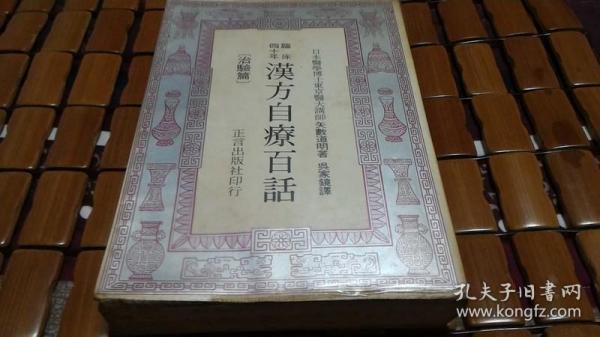 日本醫學博士東京醫大講師矢數道明著 吳家鏡譯
臨床四十年 漢方自療百話
〔治驗篇〕
正言出版社印行
孔夫子旧书网
www.kongfz.com